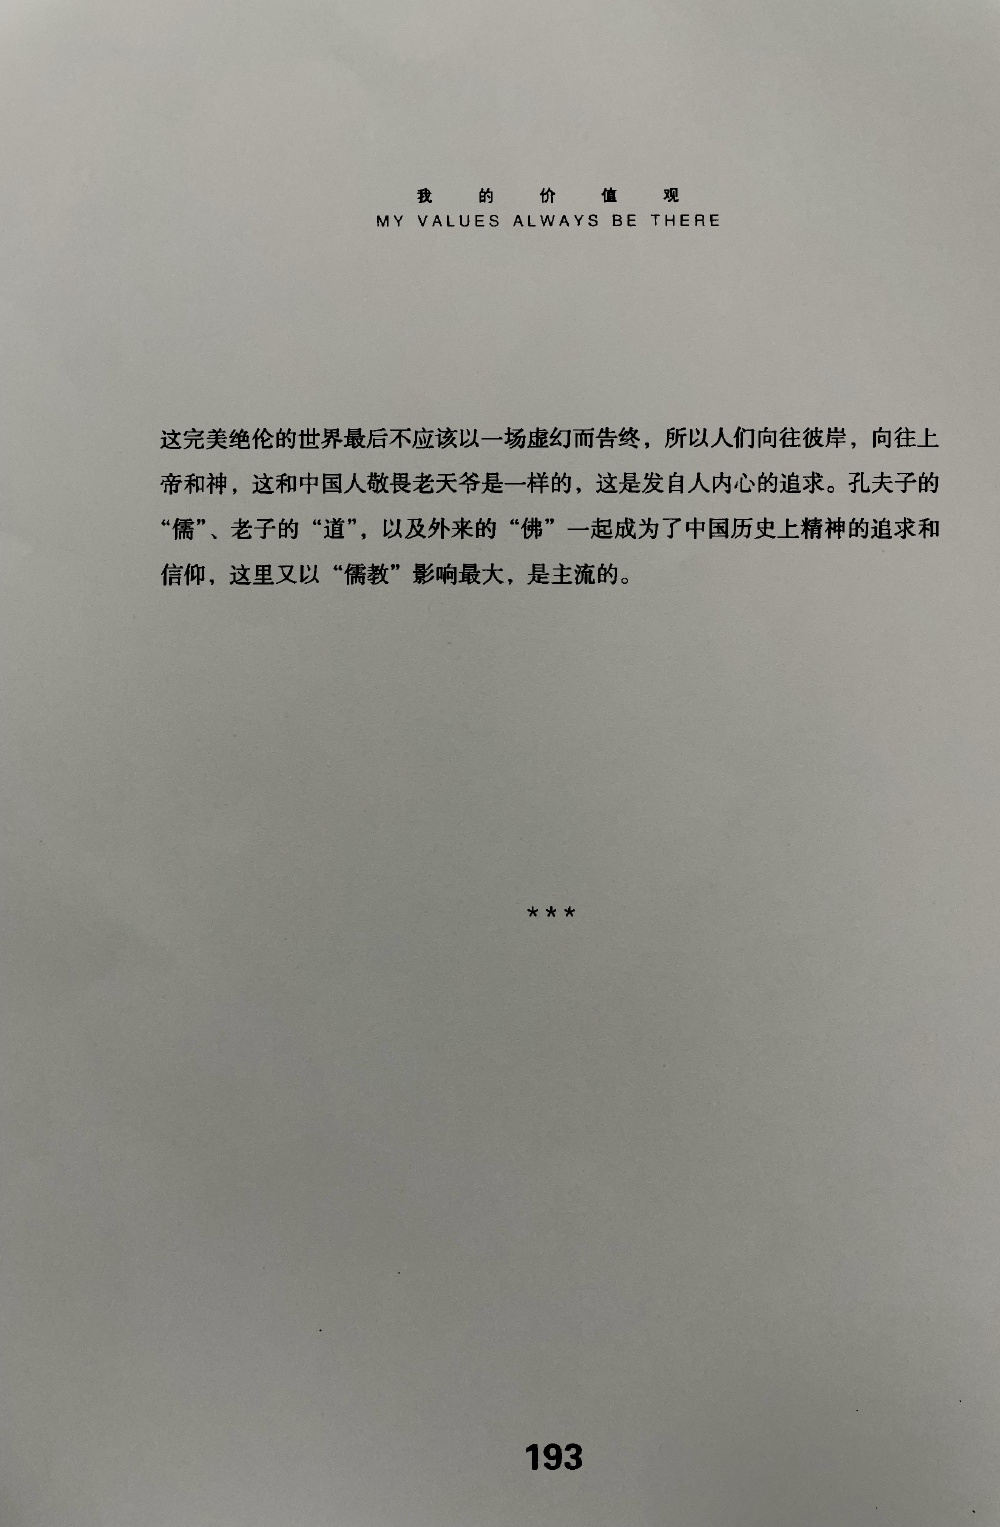 我的价值观
MY VALUES ALWAYS BE THERE
这完美绝伦的世界最后不应该以一场虚幻而告终，所以人们向往彼岸，向往上
帝和神，这和中国人敬畏老天爷是一样的，这是发自人内心的追求。孔夫子的
“儒”、老子的“道”，以及外来的“佛”一起成为了中国历史上精神的追求和
信仰，这里又以“儒教”影响最大，是主流的。
***
193